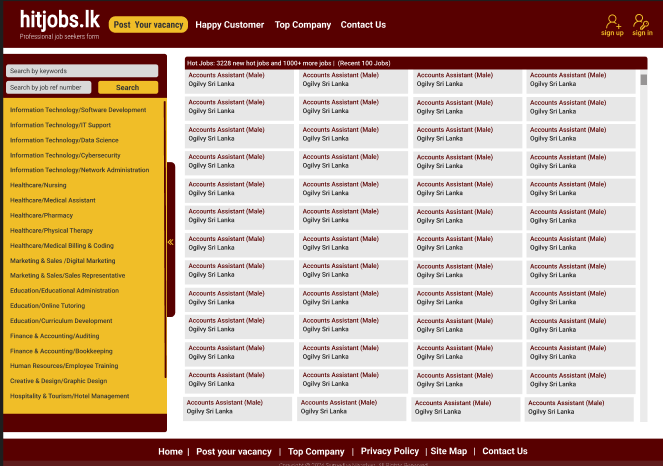 hitjobs.lk
Professional job seekers form
Post Your vacancy
Happy Customer
Top Company
Contact Us
sign up
sign in
Search by keywords
Search by job ref number
Search
Information Technology/Software Development
Information Technology/IT Support
Information Technology/Data Science
Information Technology/Cybersecurity
Information Technology/Network Administration
Healthcare/Nursing
Healthcare/Medical Assistant
Healthcare/Pharmacy
Healthcare/Physical Therapy
Healthcare/Medical Billing & Coding
Marketing & Sales /Digital Marketing
Marketing & Sales/Sales Representative
Education/Educational Administration
Education/Online Tutoring
Education/Curriculum Development
Finance & Accounting/Auditing
Finance & Accounting/Bookkeeping
Human Resources/Employee Training
Creative & Design/Graphic Design
Hospitality & Tourism/Hotel Management
«
Hot Jobs: 3228 new hot jobs and 1000+ more jobs | (Recent 100 Jobs)
Accounts Assistant (Male) Accounts Assistant (Male) Accounts Assistant (Male) Accounts Assistant (Male)
Ogilvy Sri Lanka Ogilvy Sri Lanka Ogilvy Sri Lanka Ogilvy Sri Lanka
Accounts Assistant (Male) Accounts Assistant (Male) Accounts Assistant (Male) Accounts Assistant (Male)
Ogilvy Sri Lanka Ogilvy Sri Lanka Ogilvy Sri Lanka Ogilvy Sri Lanka
Accounts Assistant (Male) Accounts Assistant (Male) Accounts Assistant (Male) Accounts Assistant (Male)
Ogilvy Sri Lanka Ogilvy Sri Lanka Ogilvy Sri Lanka Ogilvy Sri Lanka
Accounts Assistant (Male) Accounts Assistant (Male) Accounts Assistant (Male) Accounts Assistant (Male)
Ogilvy Sri Lanka Ogilvy Sri Lanka Ogilvy Sri Lanka Ogilvy Sri Lanka
Accounts Assistant (Male) Accounts Assistant (Male) Accounts Assistant (Male) Accounts Assistant (Male)
Ogilvy Sri Lanka Ogilvy Sri Lanka Ogilvy Sri Lanka Ogilvy Sri Lanka
Accounts Assistant (Male) Accounts Assistant (Male) Accounts Assistant (Male) Accounts Assistant (Male)
Ogilvy Sri Lanka Ogilvy Sri Lanka Ogilvy Sri Lanka Ogilvy Sri Lanka
Accounts Assistant (Male) Accounts Assistant (Male) Accounts Assistant (Male) Accounts Assistant (Male)
Ogilvy Sri Lanka Ogilvy Sri Lanka Ogilvy Sri Lanka Ogilvy Sri Lanka
Accounts Assistant (Male) Accounts Assistant (Male) Accounts Assistant (Male) Accounts Assistant (Male)
Ogilvy Sri Lanka Ogilvy Sri Lanka Ogilvy Sri Lanka Ogilvy Sri Lanka
Accounts Assistant (Male) Accounts Assistant (Male) Accounts Assistant (Male) Accounts Assistant (Male)
Ogilvy Sri Lanka Ogilvy Sri Lanka Ogilvy Sri Lanka Ogilvy Sri Lanka
Accounts Assistant (Male) Accounts Assistant (Male) Accounts Assistant (Male) Accounts Assistant (Male)
Ogilvy Sri Lanka Ogilvy Sri Lanka Ogilvy Sri Lanka Ogilvy Sri Lanka
Accounts Assistant (Male) Accounts Assistant (Male) Accounts Assistant (Male) Accounts Assistant (Male)
Ogilvy Sri Lanka Ogilvy Sri Lanka Ogilvy Sri Lanka Ogilvy Sri Lanka
Accounts Assistant (Male) Accounts Assistant (Male) Accounts Assistant (Male) Accounts Assistant (Male)
Ogilvy Sri Lanka Ogilvy Sri Lanka Ogilvy Sri Lanka Ogilvy Sri Lanka
Accounts Assistant (Male) Accounts Assistant (Male) Accounts Assistant (Male) Accounts Assistant (Male)
Ogilvy Sri Lanka Ogilvy Sri Lanka Ogilvy Sri Lanka Ogilvy Sri Lanka
Home | Post your vacancy | Top Company | Privacy Policy | Site Map | Contact Us